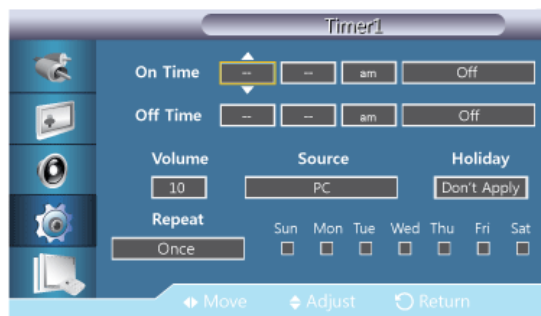 Timer1
On Time -- -- am Off
Off Time -- -- am Off
Volume Source Holiday
10 PC Don't Apply
Repeat Sun Mon Tue Wed Thu Fri Sat
Once
Move Adjust Return